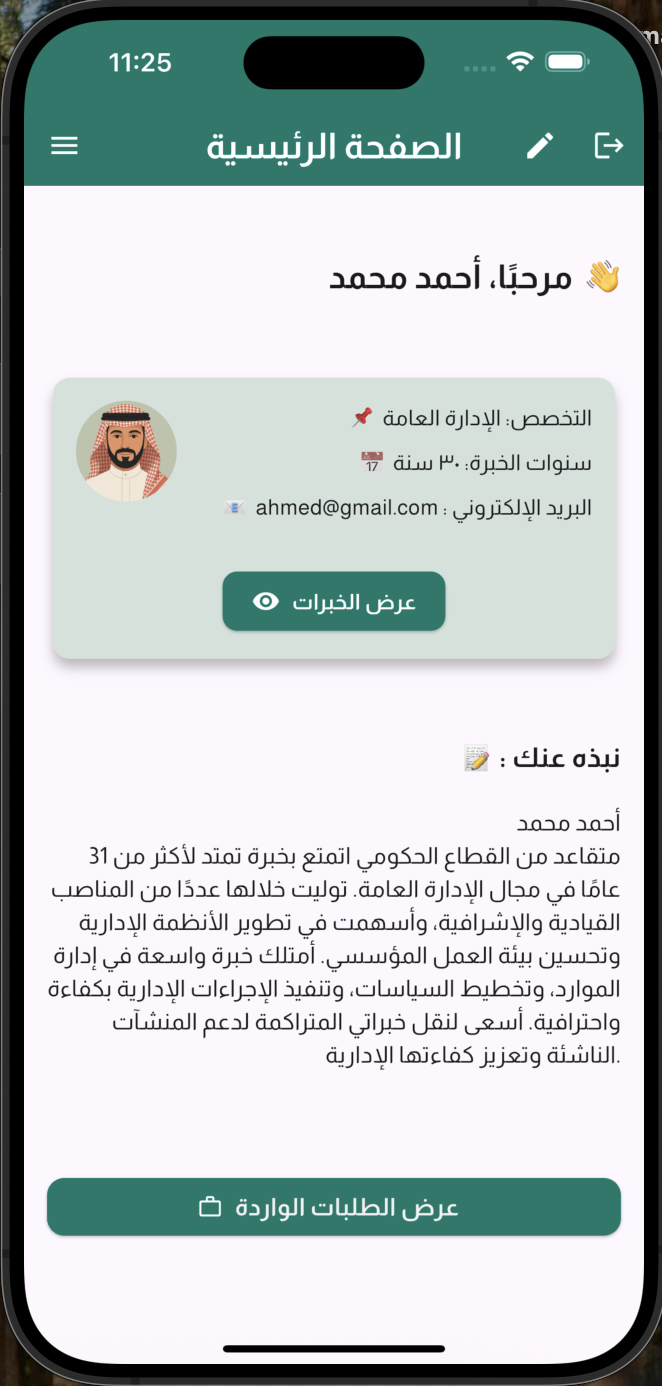 11:25
الصفحة الرئيسية
👋 مرحبًا، أحمد محمد
التخصص: الإدارة العامة 📌
سنوات الخبرة: ٣٠ سنة 📅
البريد الإلكتروني : ahmed@gmail.com 📧
عرض الخبرات
نبذه عنك : 📝
أحمد محمد
متقاعد من القطاع الحكومي اتمتع بخبرة تمتد لأكثر من 31
عامًا في مجال الإدارة العامة. توليت خلالها عددًا من المناصب
القيادية والإشرافية، وأسهمت في تطوير الأنظمة الإدارية
وتحسين بيئة العمل المؤسسي. أمتلك خبرة واسعة في إدارة
الموارد، وتخطيط السياسات، وتنفيذ الإجراءات الإدارية بكفاءة
واحترافية. أسعى لنقل خبراتي المتراكمة لدعم المنشآت
الناشئة وتعزيز كفاءتها الإدارية.
عرض الطلبات الواردة